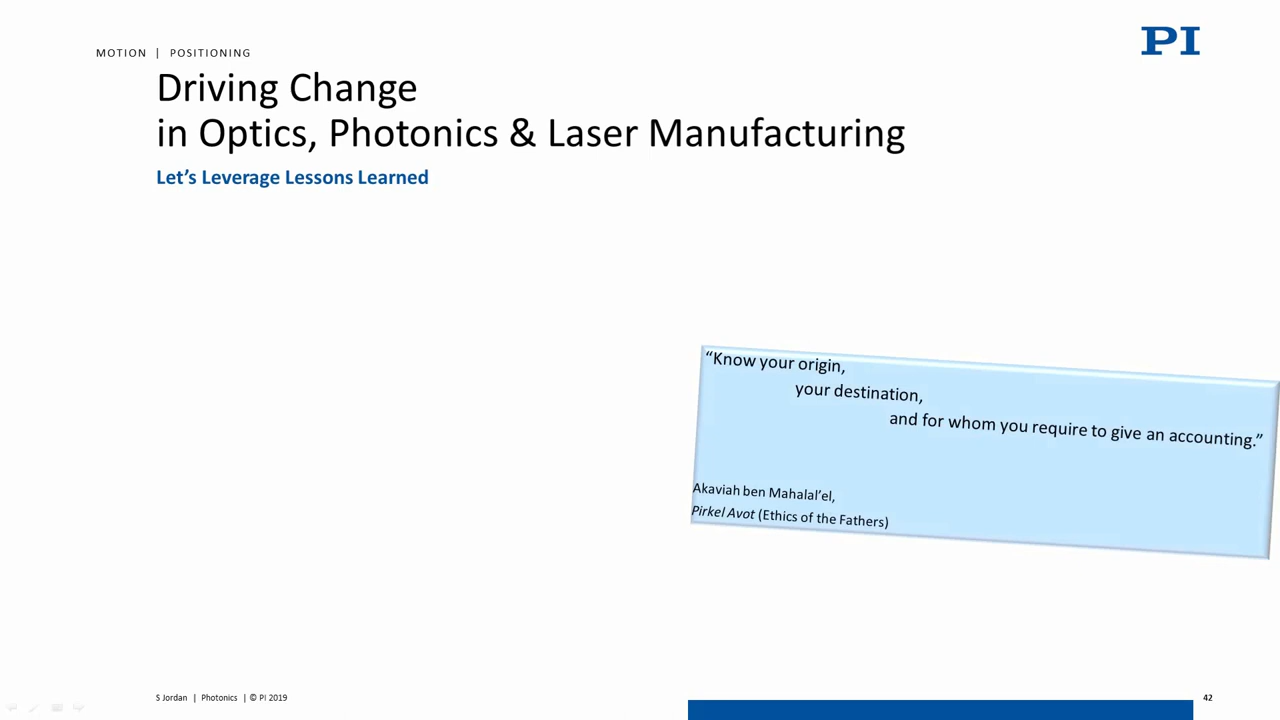 MOTION | POSITIONING
PI
Driving Change
in Optics, Photonics & Laser Manufacturing
Let’s Leverage Lessons Learned
“Know your origin,
your destination,
and for whom you require to give an accounting.”
Akaviah ben Mahalal’el,
Pirkel Avot (Ethics of the Fathers)
S Jordan | Photonics | © PI 2019
42